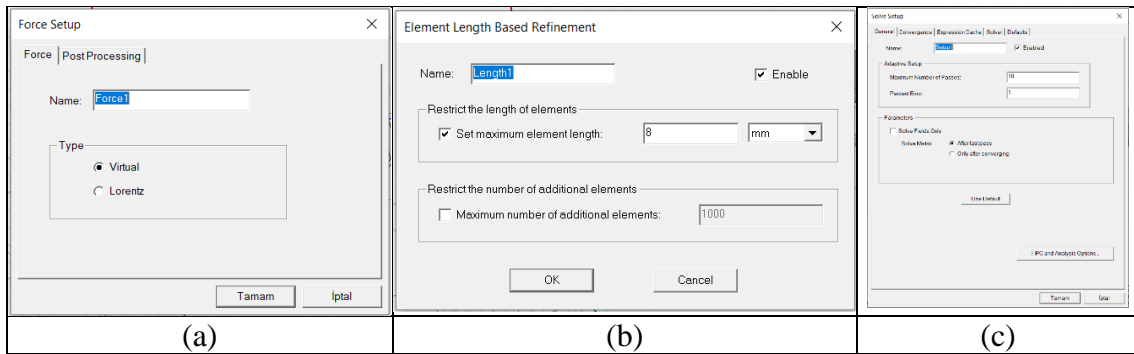 Force Setup
Force
Post Processing
Name:
Force1
Type
Virtual
Lorentz
Tamam
İptal
(a)
Element Length Based Refinement
Name:
Length1
Enable
Restrict the length of elements
Set maximum element length:
8
mm
Restrict the number of additional elements
Maximum number of additional elements:
1000
OK
Cancel
(b)
Solve Setup
General
Convergence
Expression Cache
Solver
Defaults
Name:
Setup1
Enabled
Adaptive Setup
Maximum Number of Passes:
10
Percent Error:
1
Parameters
Solve Fields Only
Solve Matrix:
After last pass
Only after converging
Use Default
HPC and Analysis Options...
Tamam
İptal
(c)